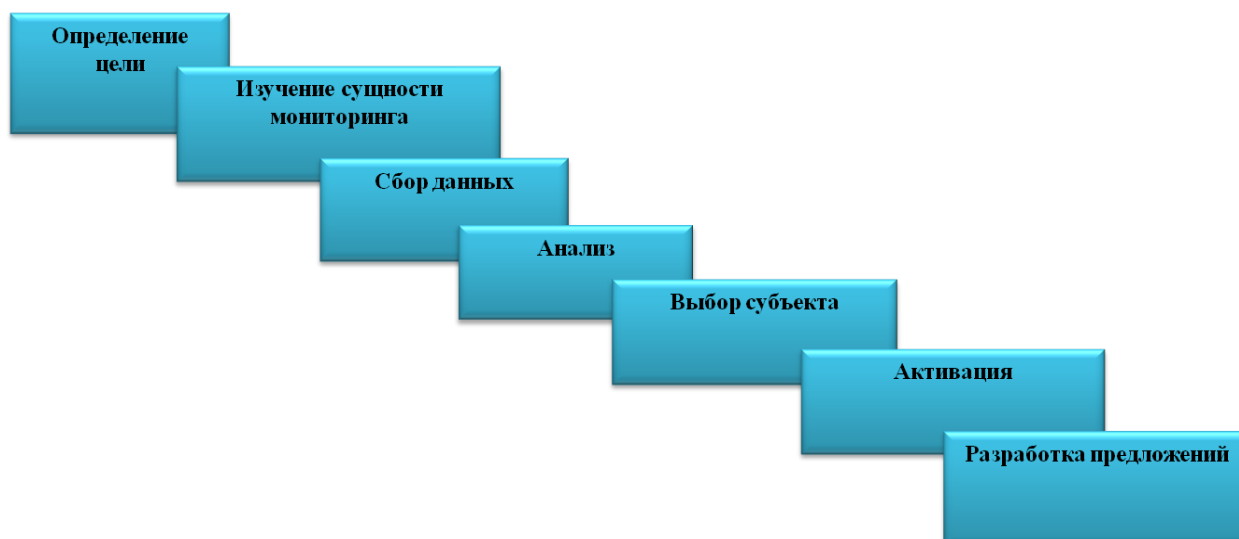 Определение
цели
Изучение сущности
мониторинга
Сбор данных
Анализ
Выбор субъекта
Активация
Разработка предложений